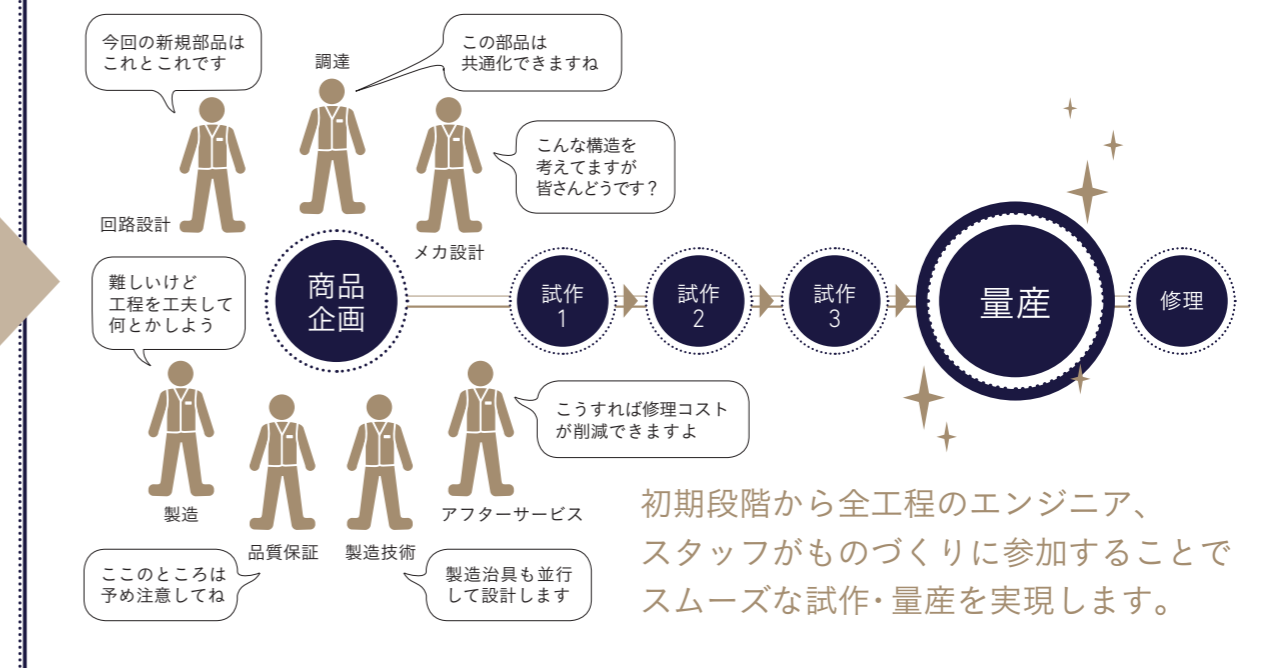 今回の新規部品は
これとこれです
調達
この部品は
共通化できますね
こんな構造を
考えてますが
皆さんどうです？
回路設計
メカ設計
難しいけど
工程を工夫して
何とかしよう
商品
企画
試作
1
試作
2
試作
3
量産
修理
こうすれば修理コスト
が削減できますよ
製造
アフターサービス
品質保証
製造技術
ここのところは
予め注意してね
製造治具も並行
して設計します
初期段階から全工程のエンジニア、
スタッフがものづくりに参加することで
スムーズな試作・量産を実現します。